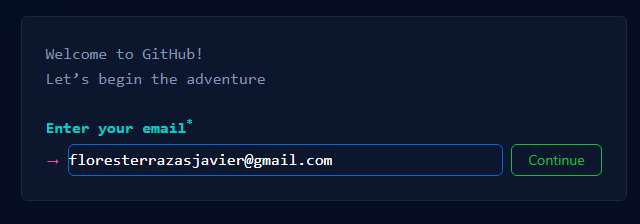 Welcome to GitHub!
Let’s begin the adventure
Enter your email*
→ floresterrazasjavier@gmail.com Continue